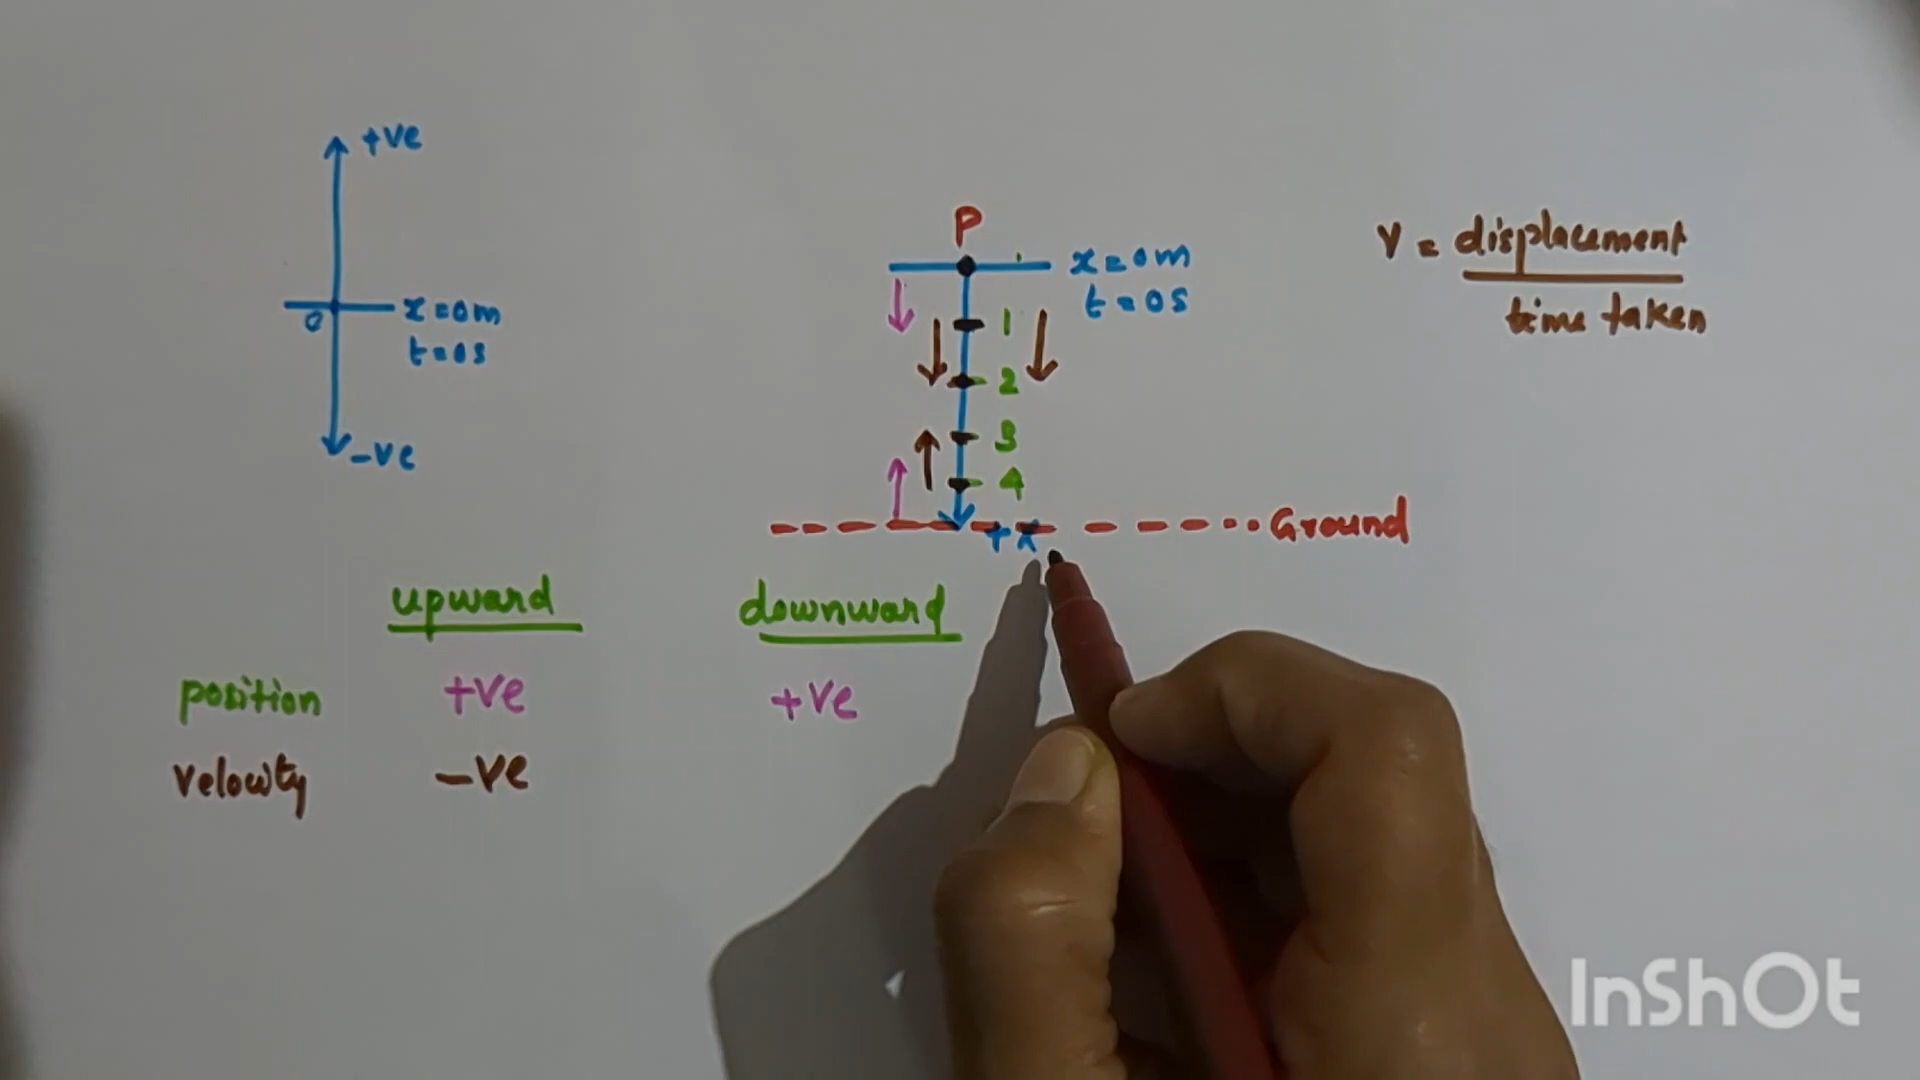 +ve
x=0m
t=0s
0
-ve
P
x=0m
t=0s
1
2
3
4
+x
Ground
V = displacement
time taken
upward downward
position +ve +ve
velocity -ve
InShOt